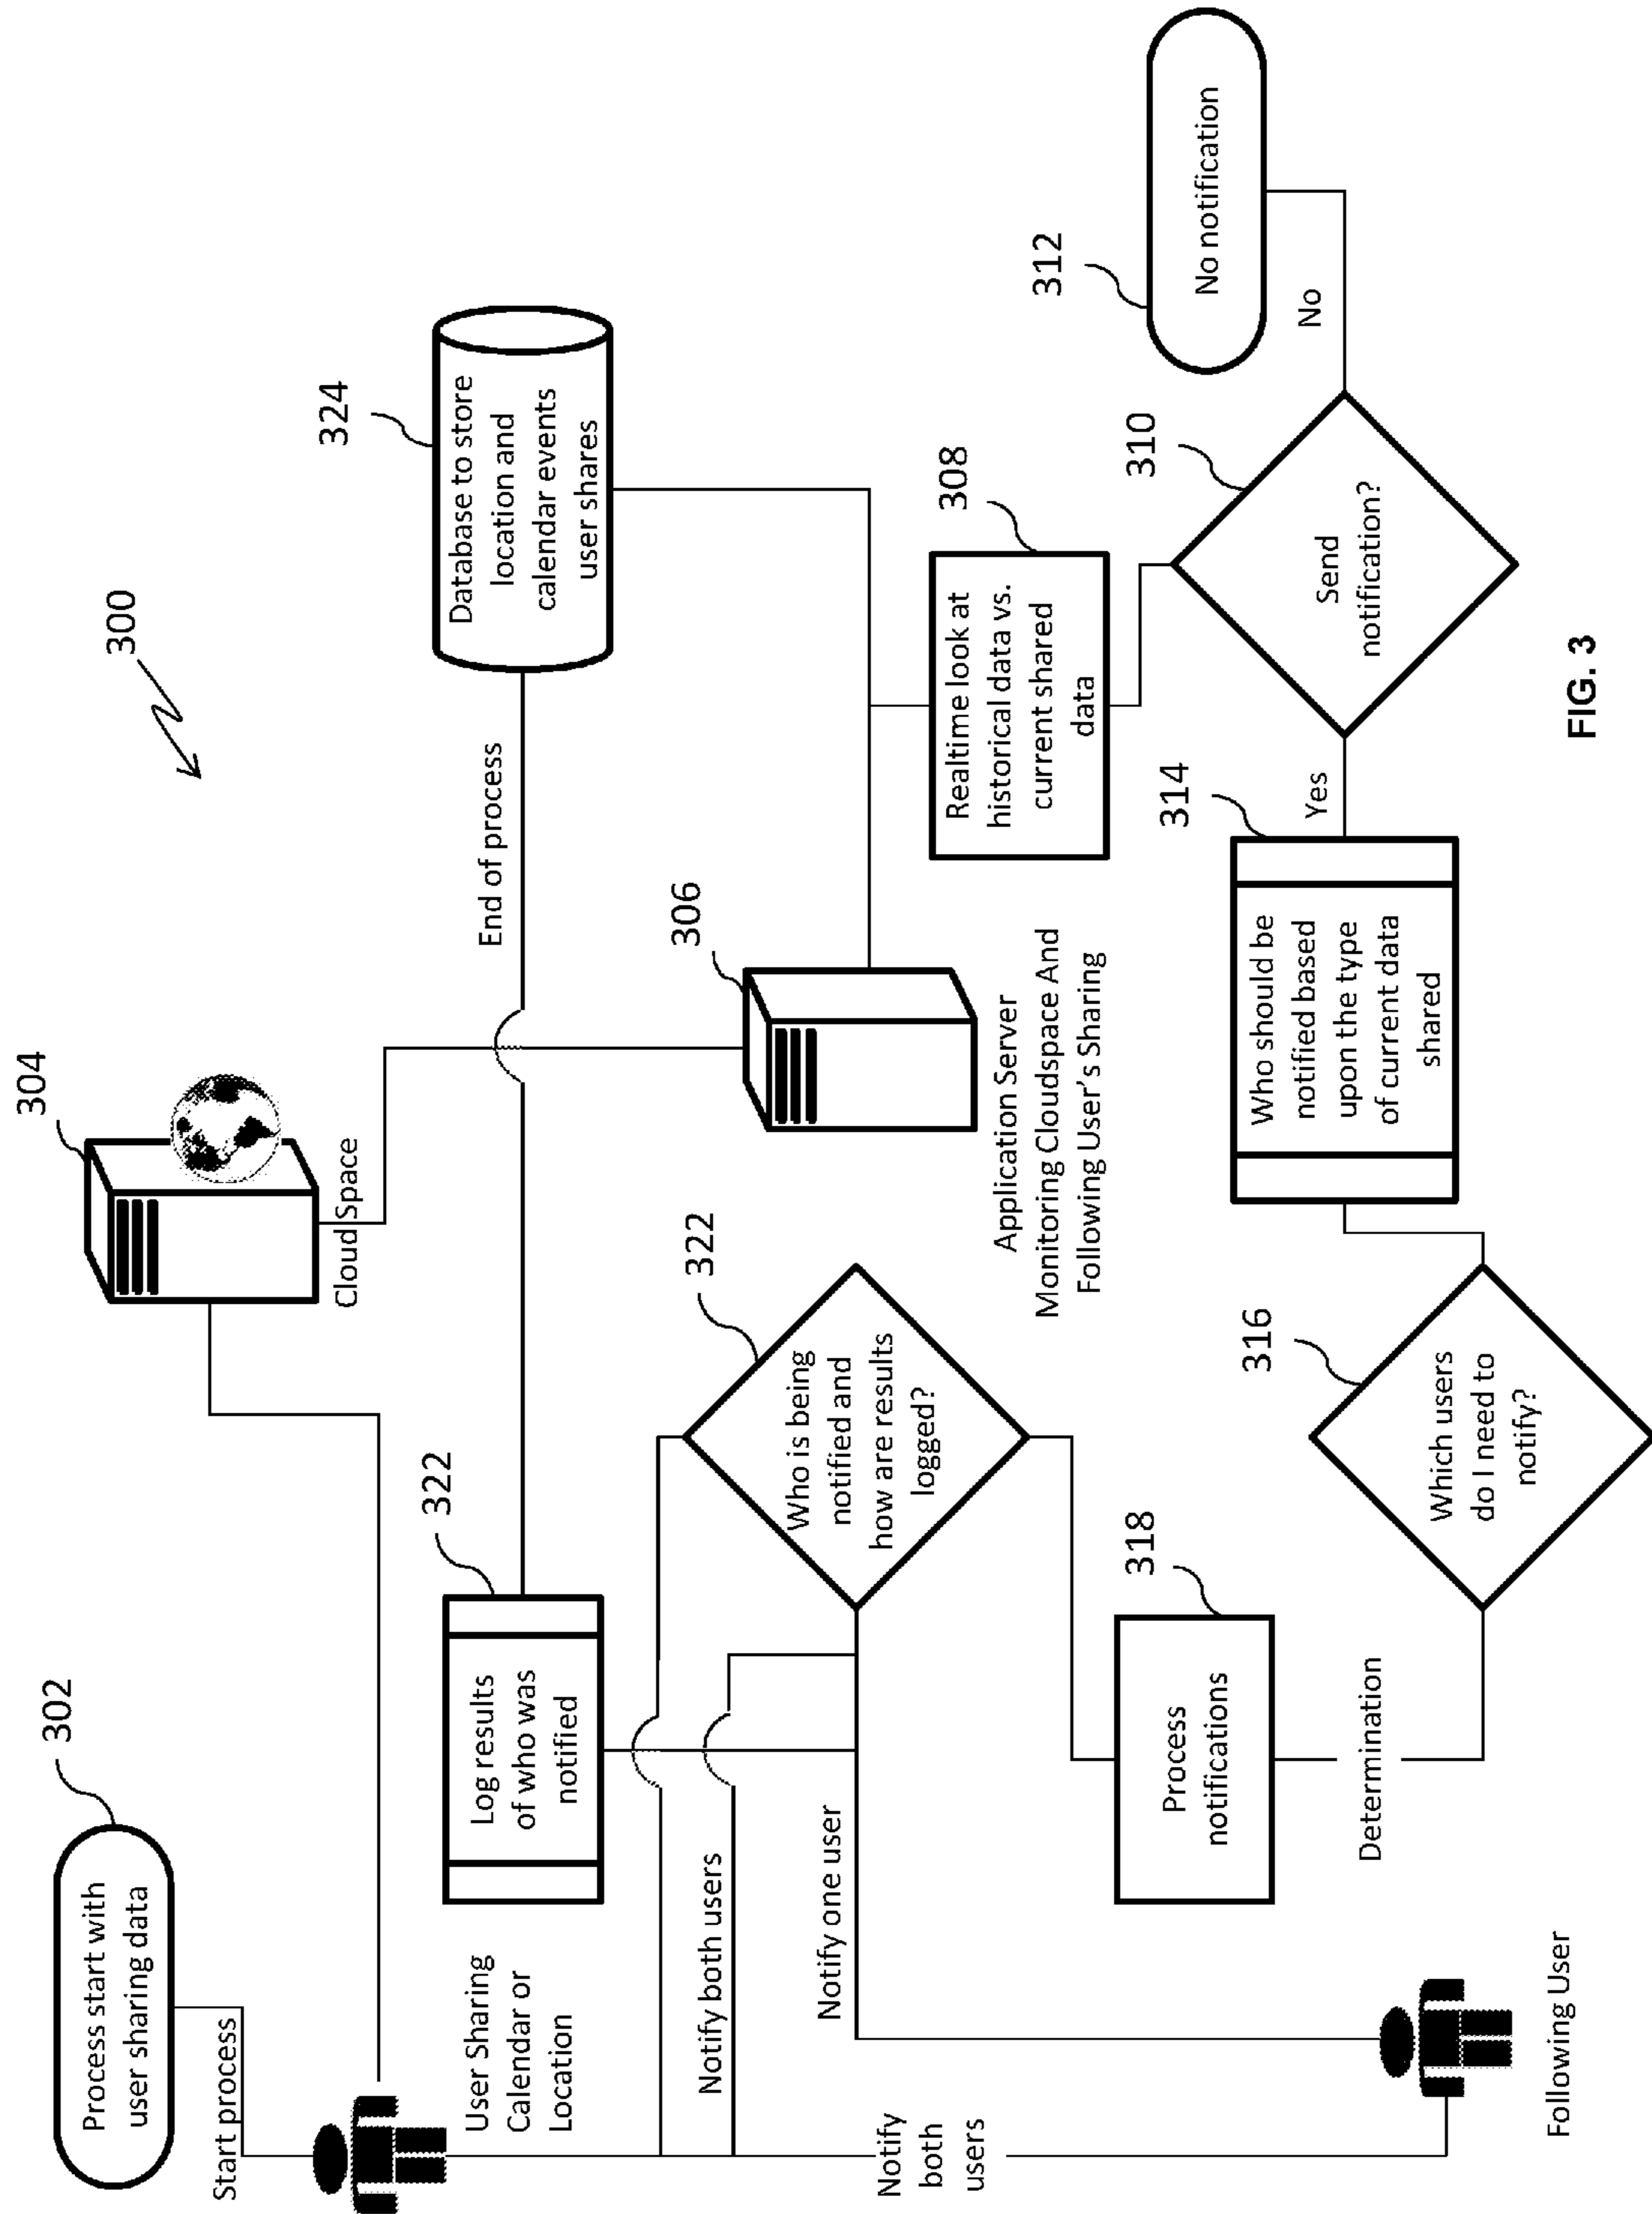 300
302
Process start with
user sharing data
Start process
User Sharing
Calendar or
Location
304
Cloud Space
306
Application Server
Monitoring Cloudspace And
Following User's Sharing
324
Database to store
location and
calendar events
user shares
End of process
322
Log results
of who was
notified
322
Who is being
notified and
how are results
logged?
Notify both users
Notify one user
Notify
both
users
308
Realtime look at
historical data vs.
current shared
data
310
Send
notification?
No
312
No notification
Yes
314
Who should be
notified based
upon the type
of current data
shared
316
Which users
do I need to
notify?
Determination
318
Process
notifications
Following User
FIG. 3